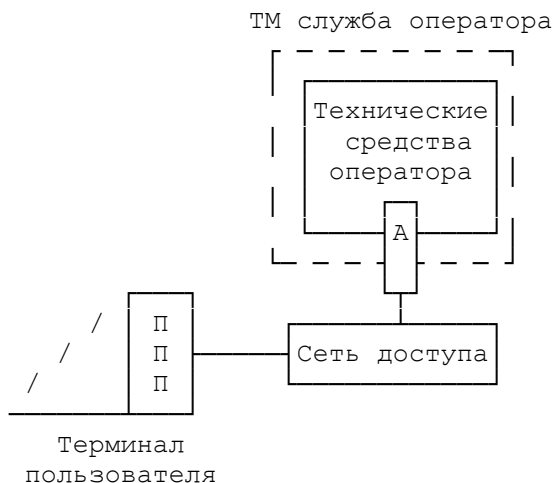 ТМ служба оператора
Технические
средства
оператора
А
П
П
П
Сеть доступа
Терминал
пользователя